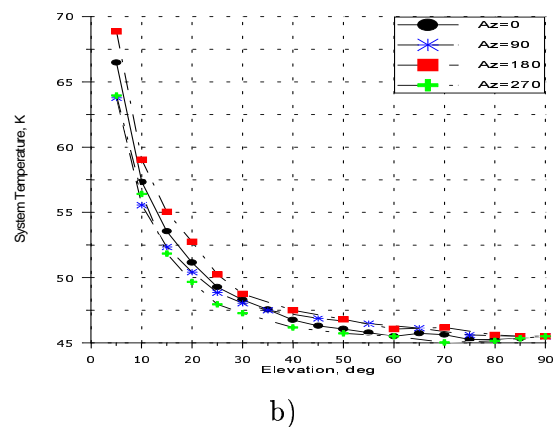 70
65
60
55
50
45
System Temperature, K
Az=0
Az=90
Az=180
Az=270
0 10 20 30 40 50 60 70 80 90
Elevation, deg
b)